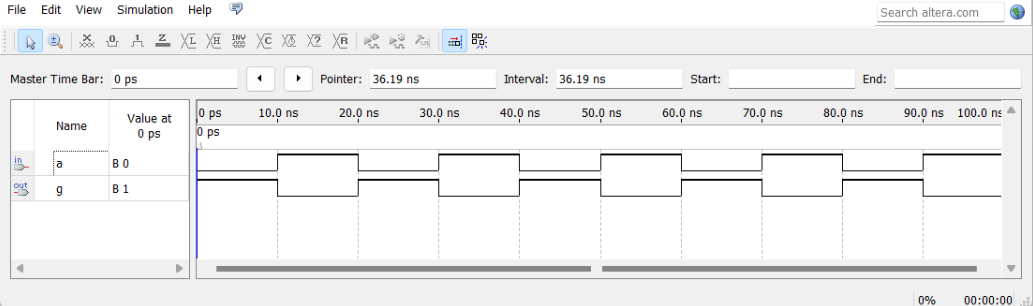 File Edit View Simulation Help
Search altera.com
Master Time Bar: 0 ps Pointer: 36.19 ns Interval: 36.19 ns Start: End:
Name Value at 0 ps
0 ps 10.0 ns 20.0 ns 30.0 ns 40.0 ns 50.0 ns 60.0 ns 70.0 ns 80.0 ns 90.0 ns 100.0 ns
0 ps
in a B 0
out g B 1
0% 00:00:00